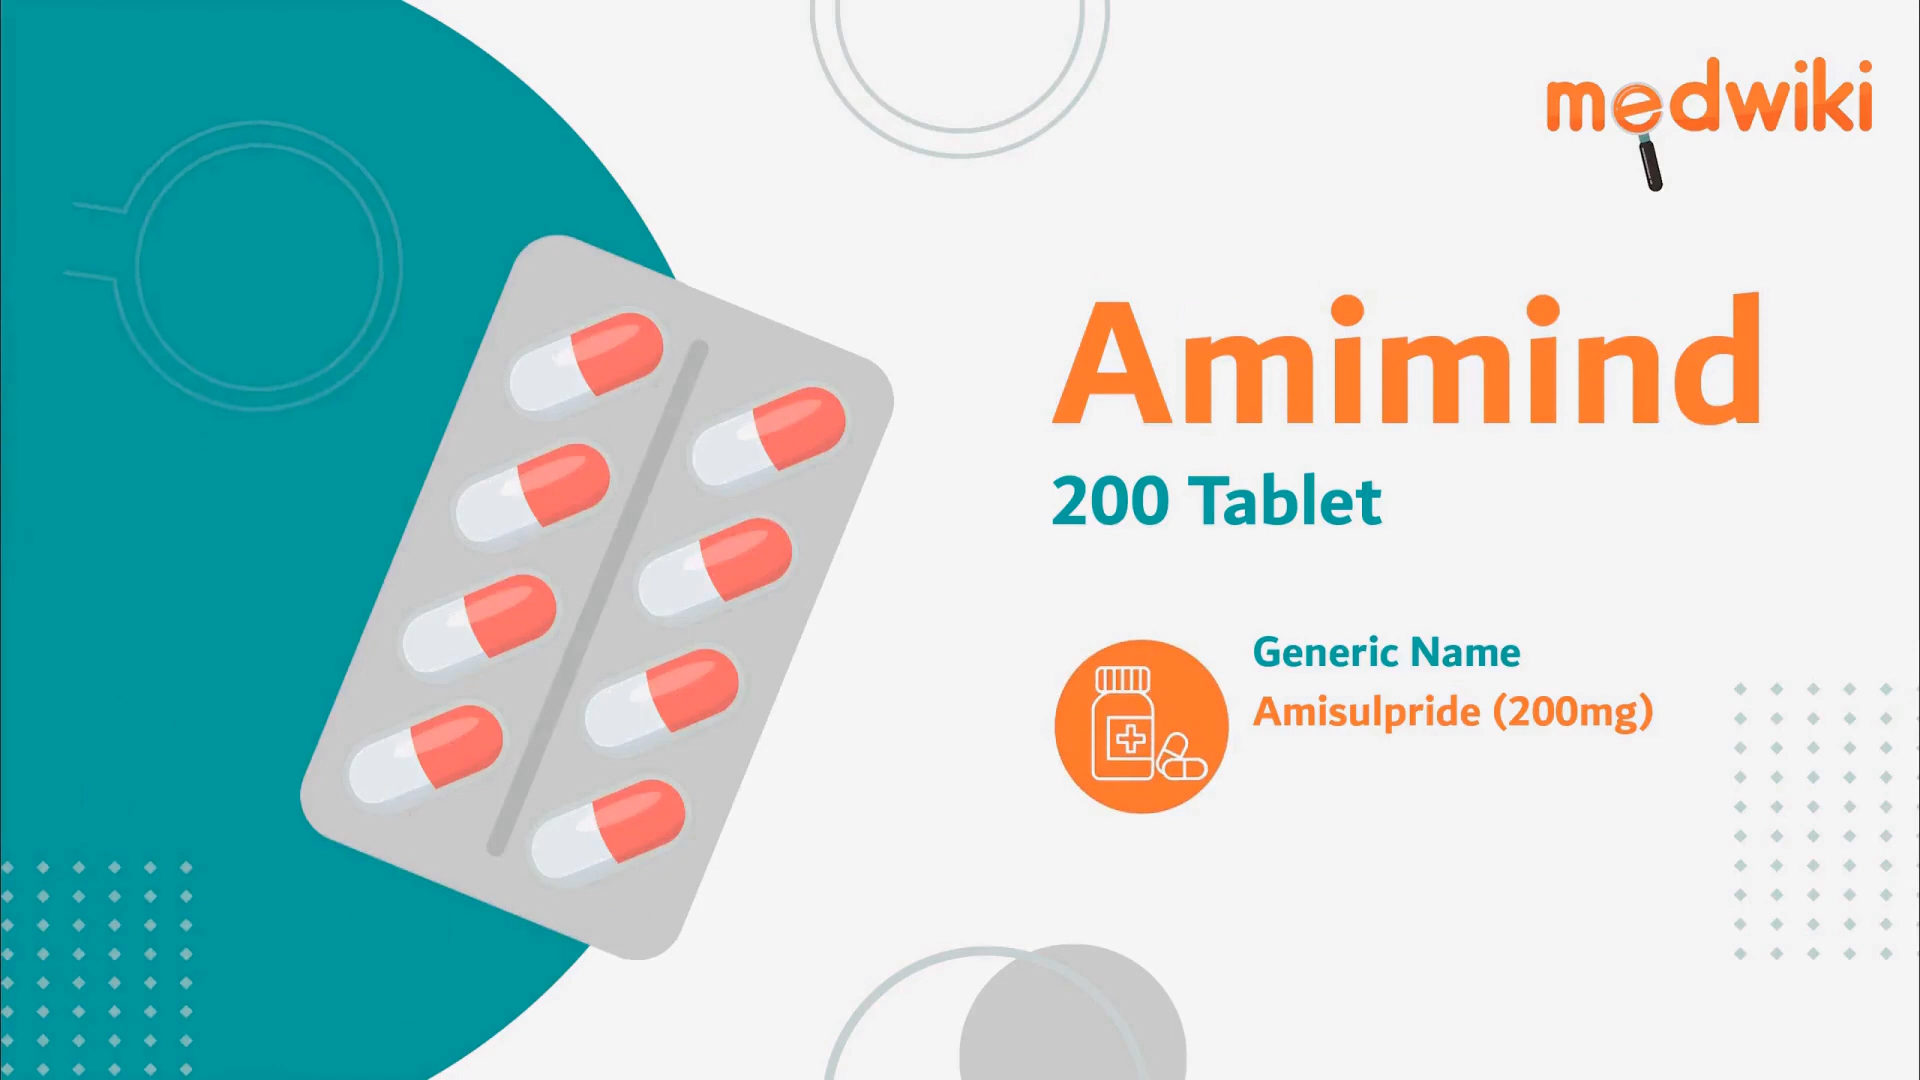 medwiki
Amimind
200 Tablet
Generic Name
Amisulpride (200mg)